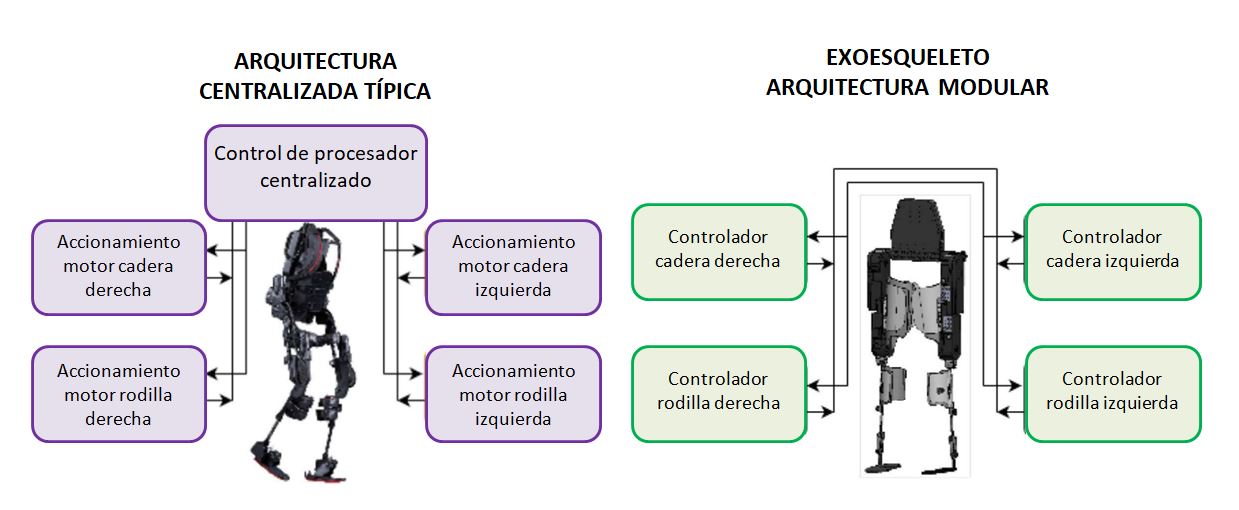 ARQUITECTURA
CENTRALIZADA TÍPICA
Control de procesador
centralizado
Accionamiento
motor cadera
derecha
Accionamiento
motor cadera
izquierda
Accionamiento
motor rodilla
derecha
Accionamiento
motor rodilla
izquierda
EXOESQUELETO
ARQUITECTURA MODULAR
Controlador
cadera derecha
Controlador
cadera izquierda
Controlador
rodilla derecha
Controlador
rodilla izquierda